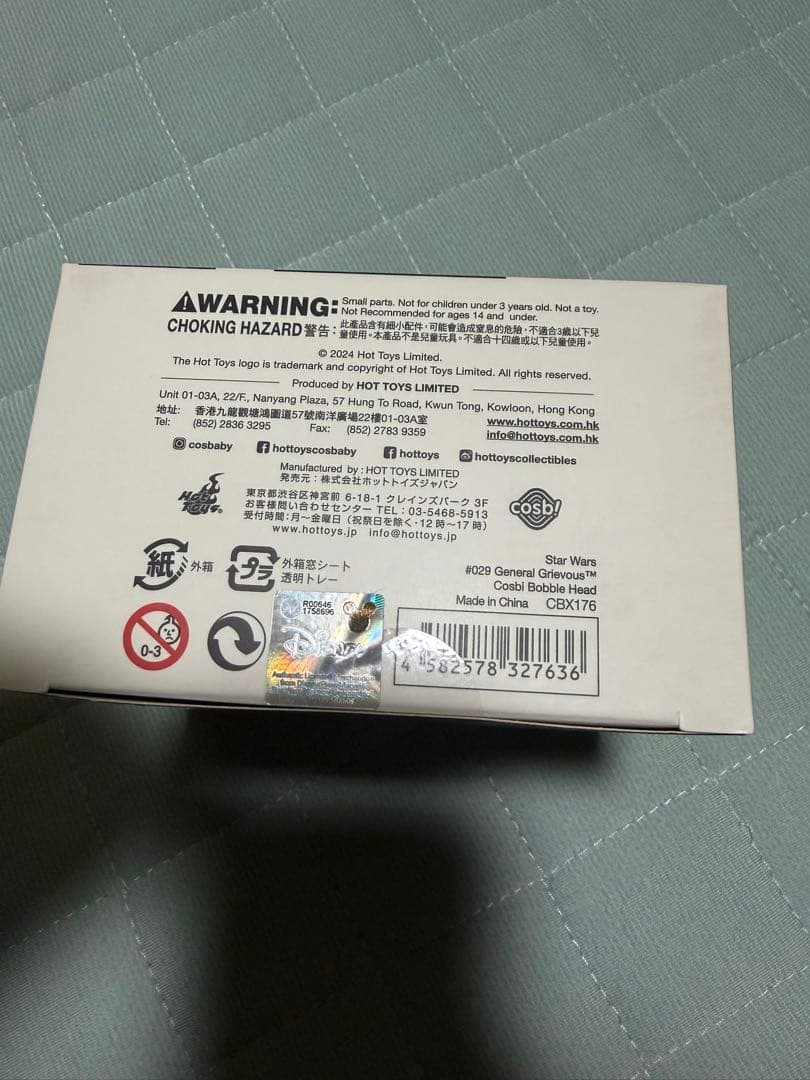 WARNING: Small parts. Not for children under 3 years old. Not a toy.
Not Recommended for ages 14 and under.
CHOKING HAZARD 警告: 此產品含有細小配件，可能會造成窒息的危險，不適合3歲以下兒
童使用。本產品不是兒童玩具。不適合十四歲或以下兒童使用。
© 2024 Hot Toys Limited.
The Hot Toys logo is trademark and copyright of Hot Toys Limited. All rights reserved.
Produced by HOT TOYS LIMITED
Unit 01-03A, 22/F., Nanyang Plaza, 57 Hung To Road, Kwun Tong, Kowloon, Hong Kong
地址: 香港九龍觀塘鴻圖道57號南洋廣場22樓01-03A室
Tel: (852) 2836 3295 Fax: (852) 2783 9359
www.hottoys.com.hk
info@hottoys.com.hk
cosbaby hottoyscosbaby hottoys hottoyscollectibles
Manufactured by : HOT TOYS LIMITED
発売元：株式会社ホットトイズジャパン
東京都渋谷区神宮前 6-18-1 クレインズパーク 3F
お客様問い合わせセンター TEL：03-5468-5913
受付時間：月～金曜日（祝祭日を除く・12時～17時）
www.hottoys.jp info@hottoys.jp
Hot Toys.
cosbi!
紙 外箱
プラ 外箱窓シート
透明トレー
Star Wars
#029 General Grievous™
Cosbi Bobble Head
Made in China CBX176
0-3
R00646
1758696
Disney
Authentic Licensed Merchandise
4 582578 327636